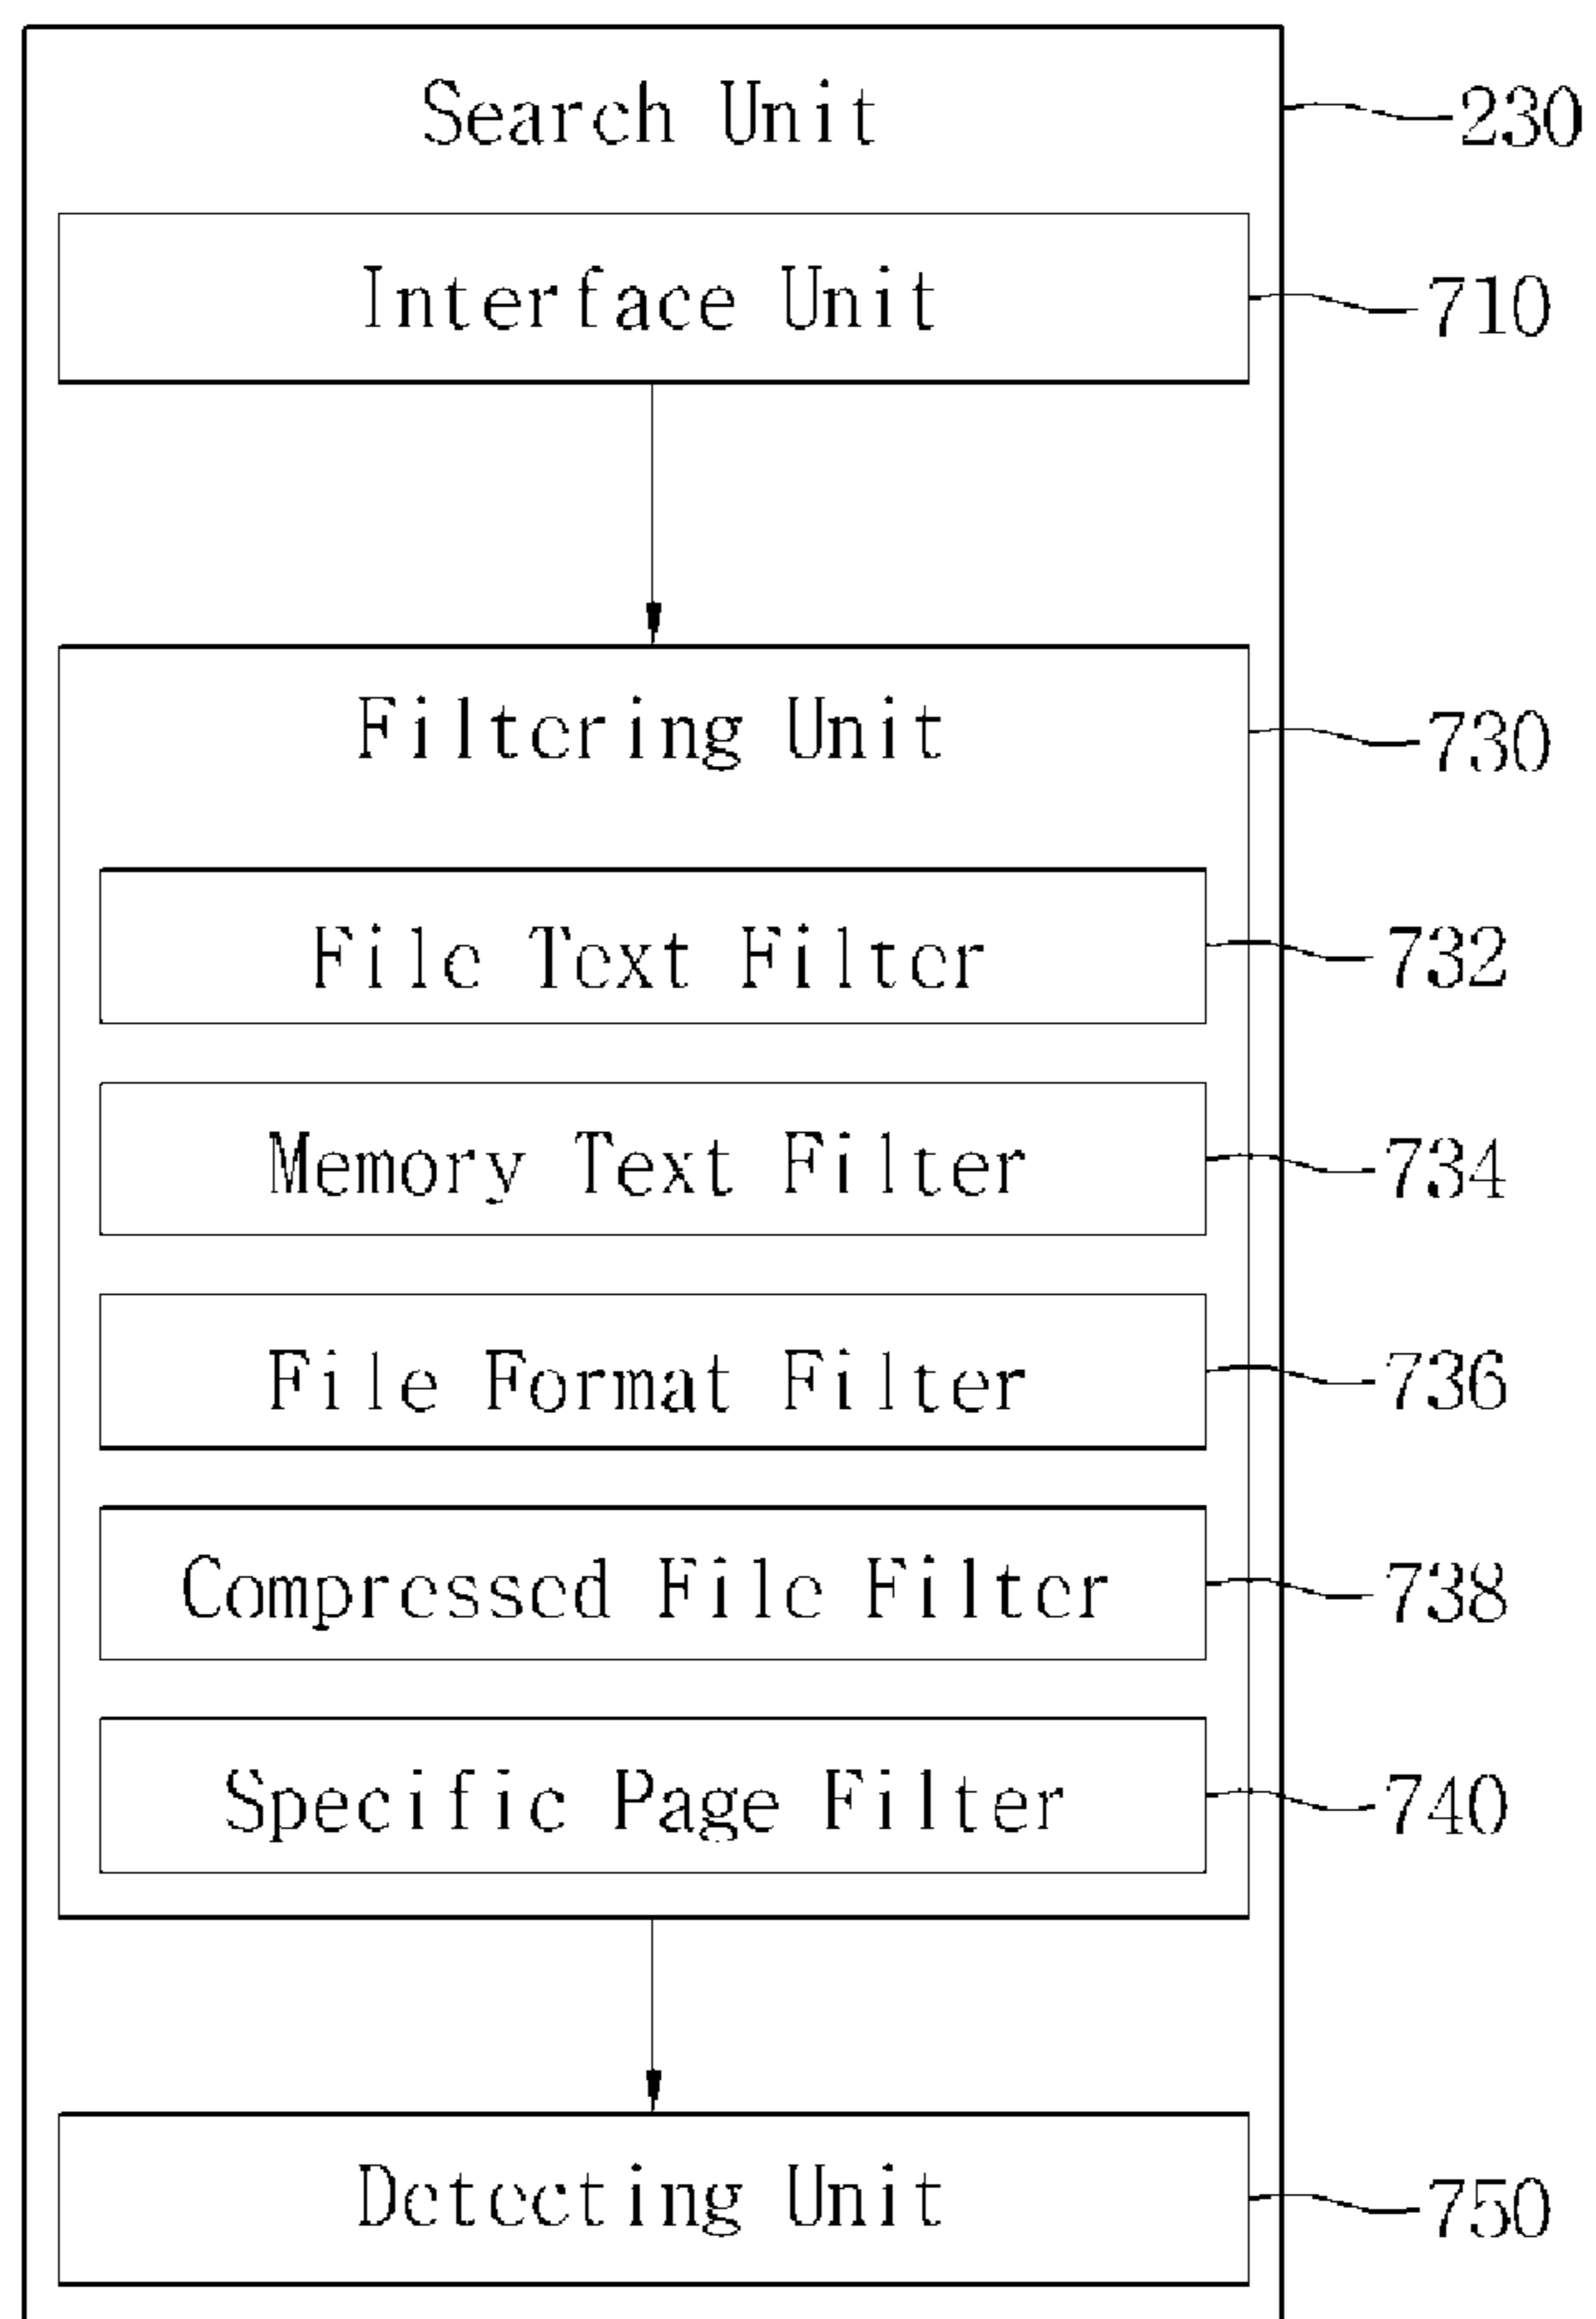 Search Unit 230
Interface Unit 710
Filtering Unit 730
File Text Filter 732
Memory Text Filter 734
File Format Filter 736
Compressed File Filter 738
Specific Page Filter 740
Detecting Unit 750